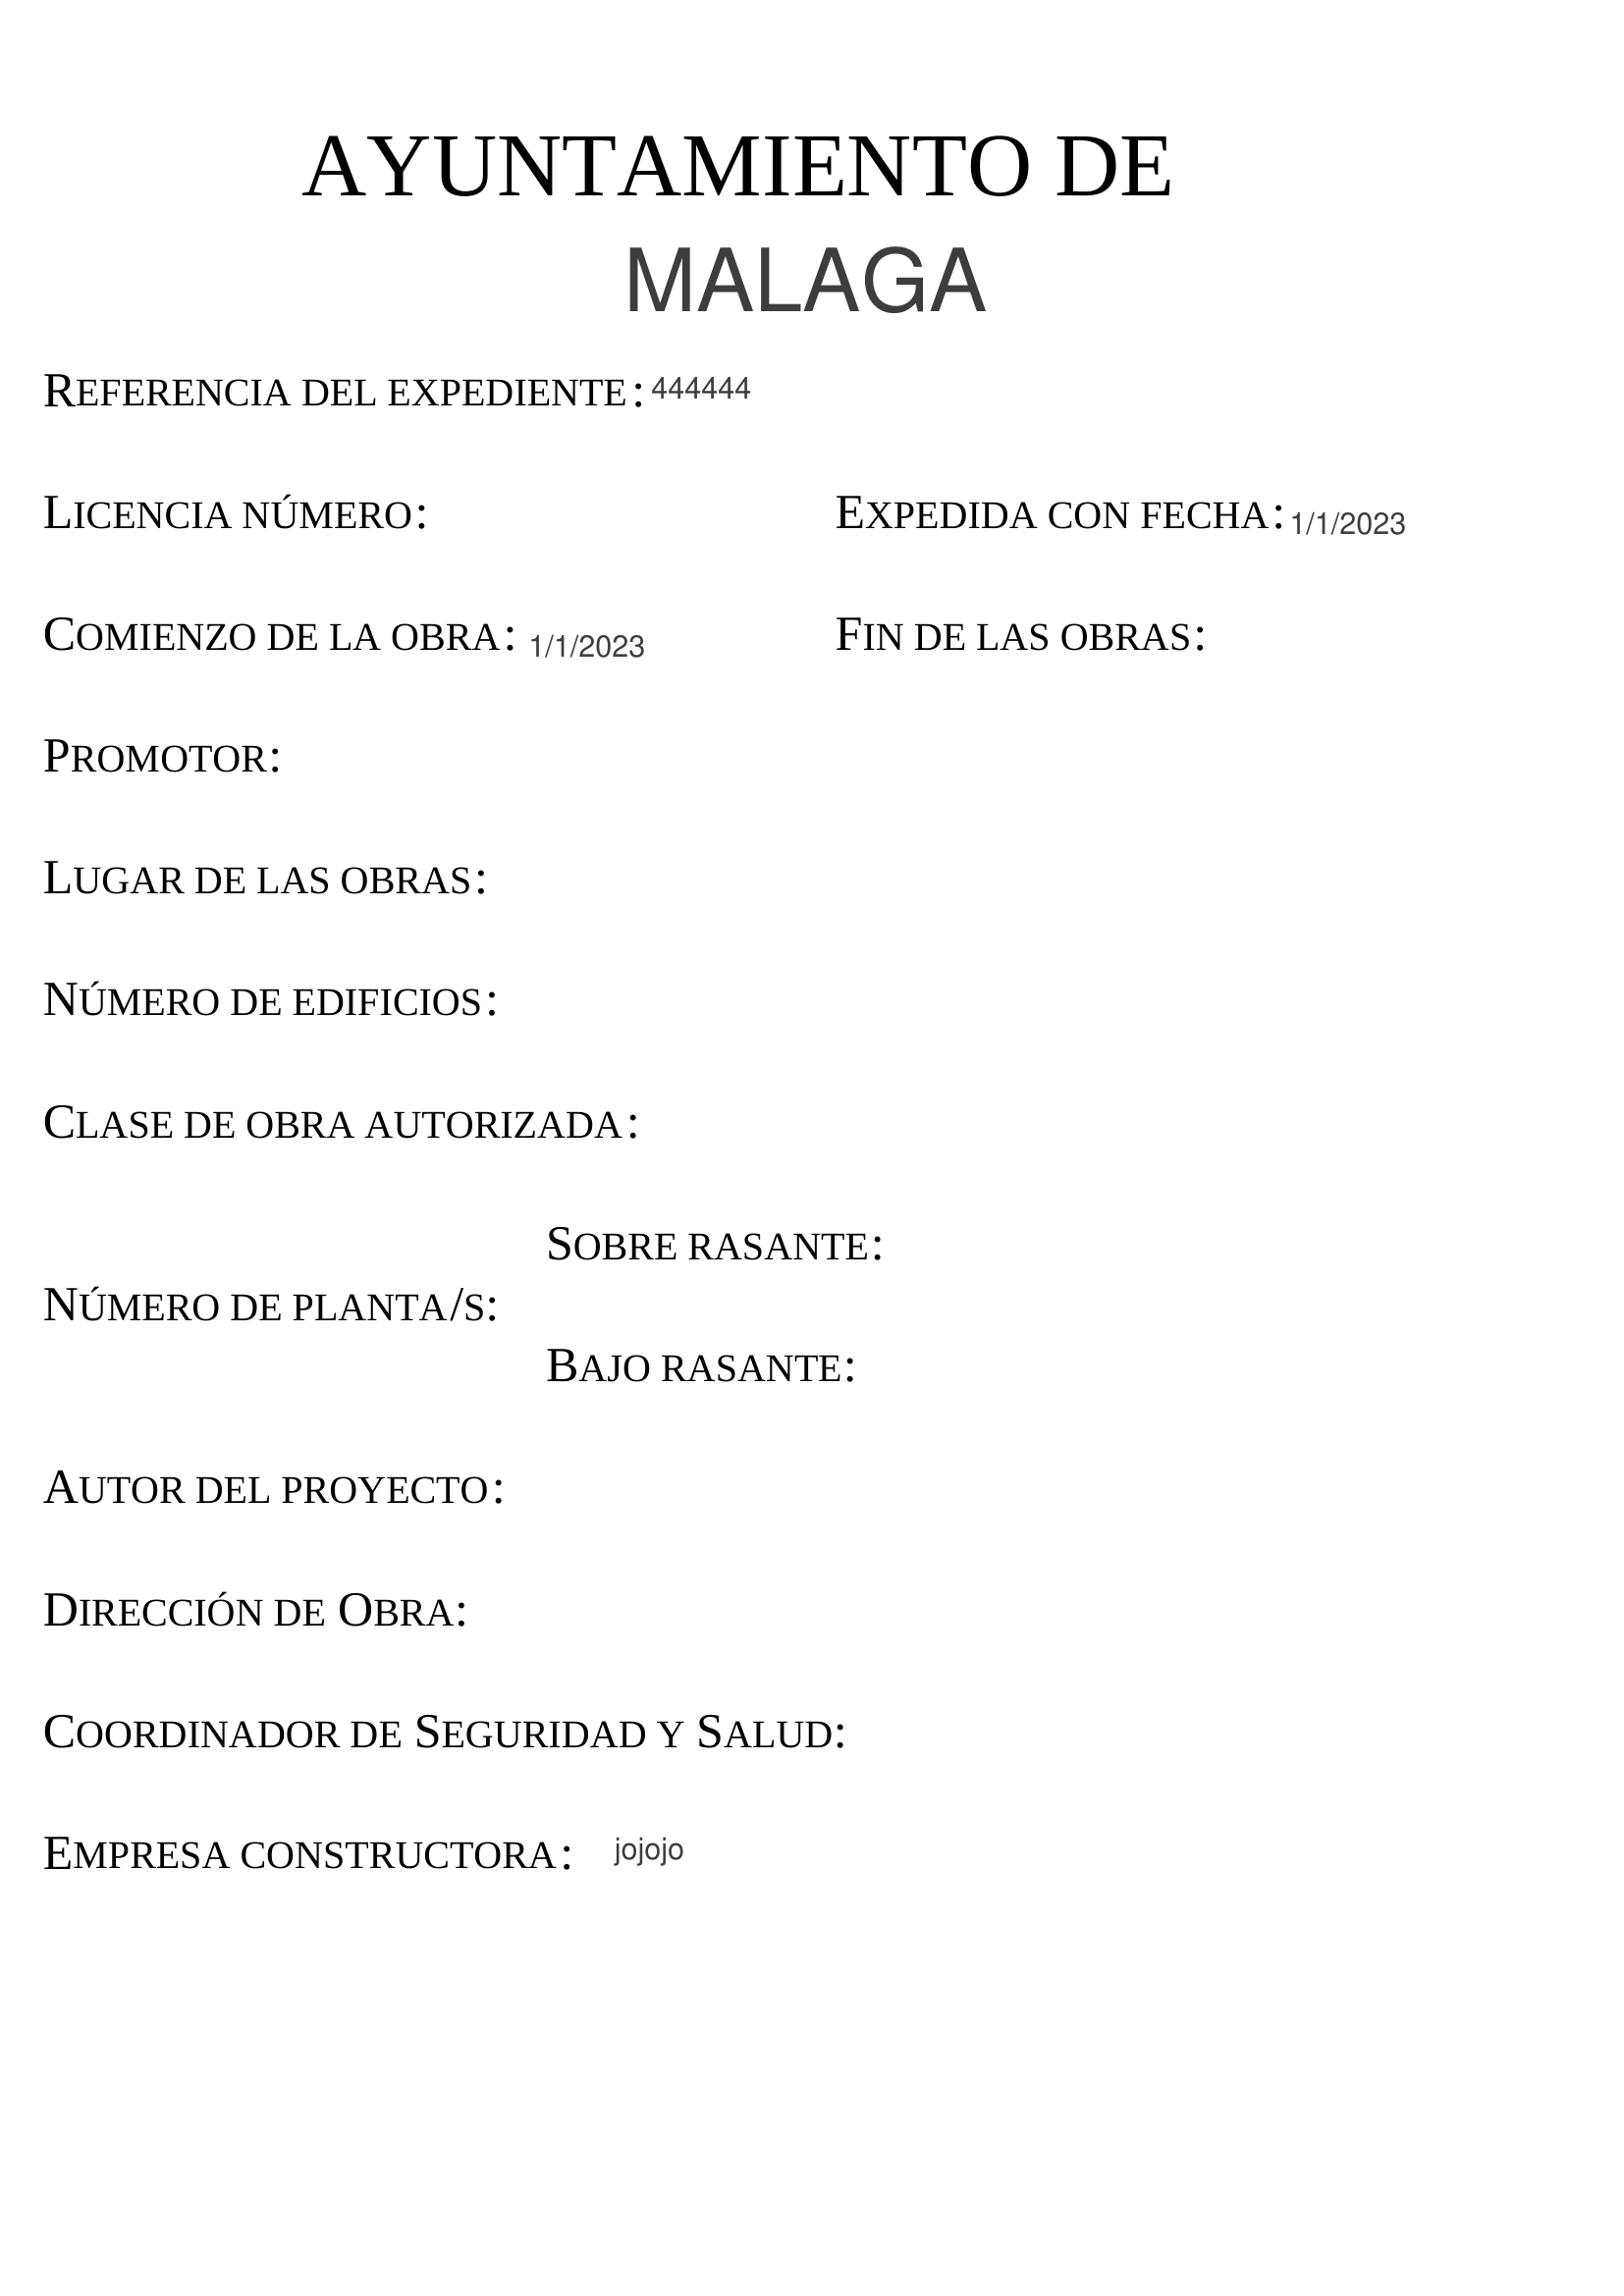 AYUNTAMIENTO DE
MALAGA
REFERENCIA DEL EXPEDIENTE: 444444
LICENCIA NÚMERO: EXPEDIDA CON FECHA: 1/1/2023
COMIENZO DE LA OBRA: 1/1/2023 FIN DE LAS OBRAS:
PROMOTOR:
LUGAR DE LAS OBRAS:
NÚMERO DE EDIFICIOS:
CLASE DE OBRA AUTORIZADA:
SOBRE RASANTE:
NÚMERO DE PLANTA/S:
BAJO RASANTE:
AUTOR DEL PROYECTO:
DIRECCIÓN DE OBRA:
COORDINADOR DE SEGURIDAD Y SALUD:
EMPRESA CONSTRUCTORA: jojojo